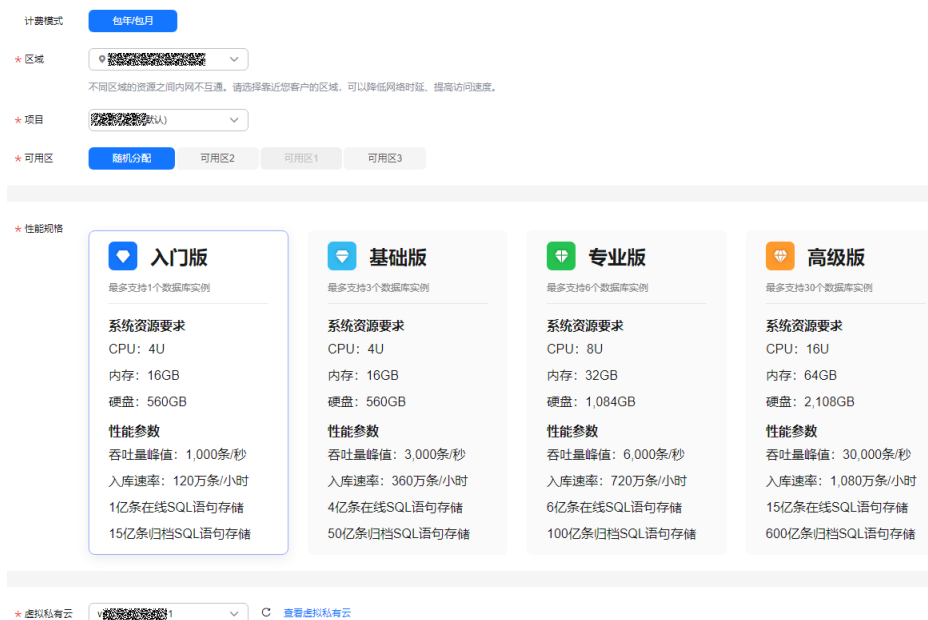 计费模式 包年/包月
* 区域
不同区域的资源之间内网不互通。请选择靠近您客户的区域，可以降低网络时延、提高访问速度。
* 项目 默认)
* 可用区 随机分配 可用区2 可用区1 可用区3
* 性能规格
入门版
最多支持1个数据库实例
系统资源要求
CPU：4U
内存：16GB
硬盘：560GB
性能参数
吞吐量峰值：1,000条/秒
入库速率：120万条/小时
1亿条在线SQL语句存储
15亿条归档SQL语句存储
基础版
最多支持3个数据库实例
系统资源要求
CPU：4U
内存：16GB
硬盘：560GB
性能参数
吞吐量峰值：3,000条/秒
入库速率：360万条/小时
4亿条在线SQL语句存储
50亿条归档SQL语句存储
专业版
最多支持6个数据库实例
系统资源要求
CPU：8U
内存：32GB
硬盘：1,084GB
性能参数
吞吐量峰值：6,000条/秒
入库速率：720万条/小时
6亿条在线SQL语句存储
100亿条归档SQL语句存储
高级版
最多支持30个数据库实例
系统资源要求
CPU：16U
内存：64GB
硬盘：2,108GB
性能参数
吞吐量峰值：30,000条/秒
入库速率：1,080万条/小时
15亿条在线SQL语句存储
600亿条归档SQL语句存储
* 虚拟私有云 查看虚拟私有云